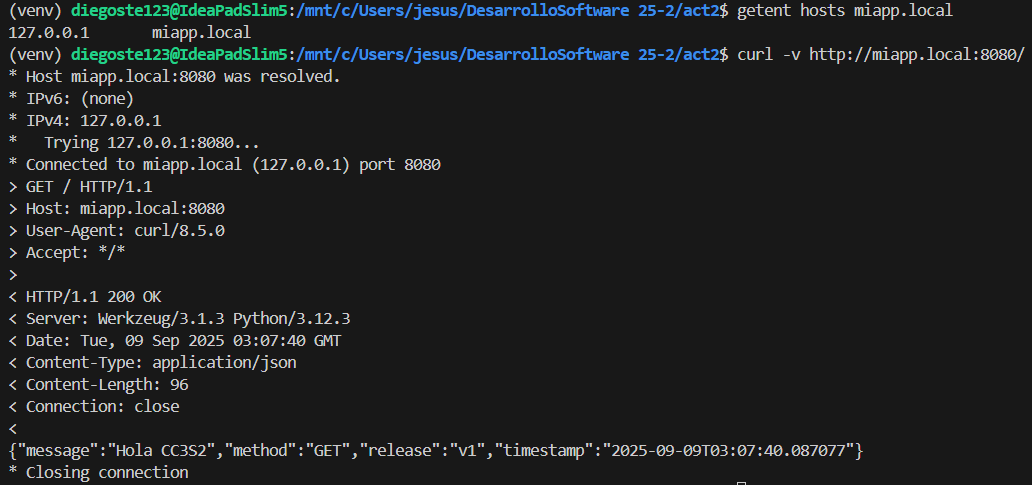 (venv) diegoste123@IdeaPadSlim5:/mnt/c/Users/jesus/DesarrolloSoftware 25-2/act2$ getent hosts miapp.local
127.0.0.1       miapp.local
(venv) diegoste123@IdeaPadSlim5:/mnt/c/Users/jesus/DesarrolloSoftware 25-2/act2$ curl -v http://miapp.local:8080/
* Host miapp.local:8080 was resolved.
* IPv6: (none)
* IPv4: 127.0.0.1
*   Trying 127.0.0.1:8080...
* Connected to miapp.local (127.0.0.1) port 8080
> GET / HTTP/1.1
> Host: miapp.local:8080
> User-Agent: curl/8.5.0
> Accept: */*
>
< HTTP/1.1 200 OK
< Server: Werkzeug/3.1.3 Python/3.12.3
< Date: Tue, 09 Sep 2025 03:07:40 GMT
< Content-Type: application/json
< Content-Length: 96
< Connection: close
<
{"message":"Hola CC3S2","method":"GET","release":"v1","timestamp":"2025-09-09T03:07:40.087077"}
* Closing connection